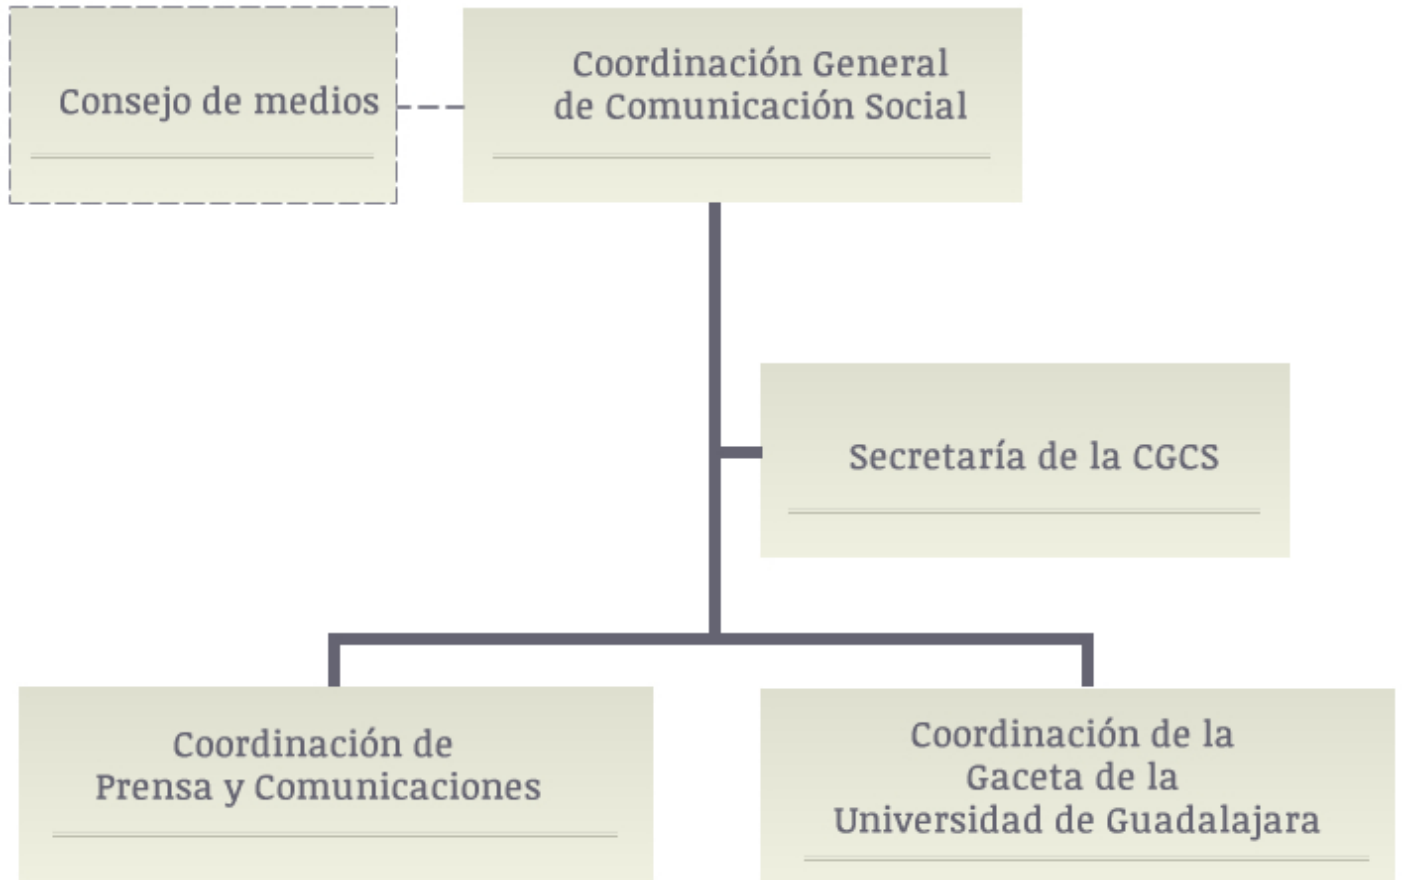 Consejo de medios
Coordinación General
de Comunicación Social
Secretaría de la CGCS
Coordinación de
Prensa y Comunicaciones
Coordinación de la
Gaceta de la
Universidad de Guadalajara